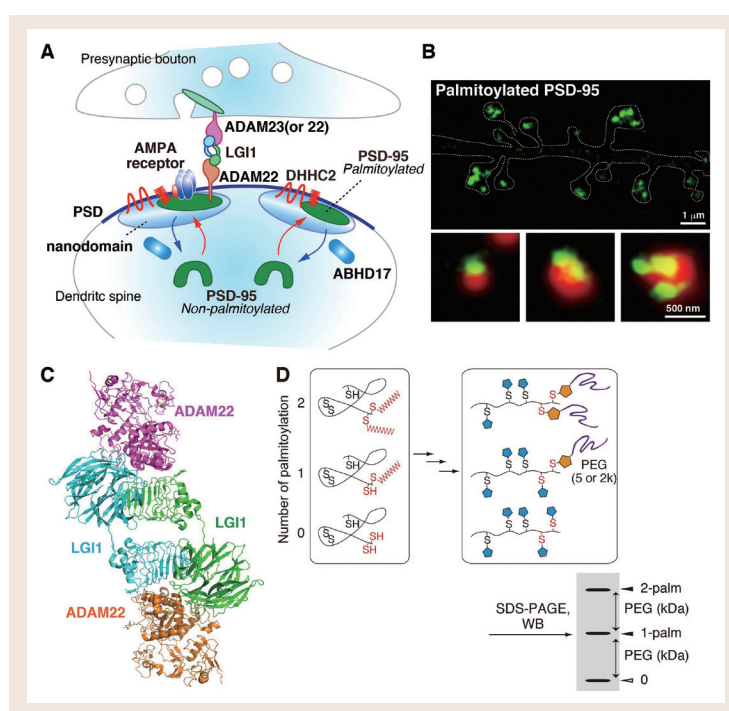 A
Presynaptic bouton
ADAM23(or 22)
LGI1
AMPA
receptor
ADAM22
DHHC2
PSD-95
Palmitoylated
PSD
nanodomain
ABHD17
PSD-95
Non-palmitoylated
Dendritc spine
B
Palmitoylated PSD-95
1 μm
500 nm
C
ADAM22
LGI1
LGI1
ADAM22
D
Number of palmitoylation
2
SH
S
S
S
S
1
SH
S
S
S
SH
0
SH
S
S
SH
SH
S S S
S S
S S S
S S
PEG
(5 or 2k)
S S S
S S
SDS-PAGE,
WB
2-palm
PEG (kDa)
1-palm
PEG (kDa)
0